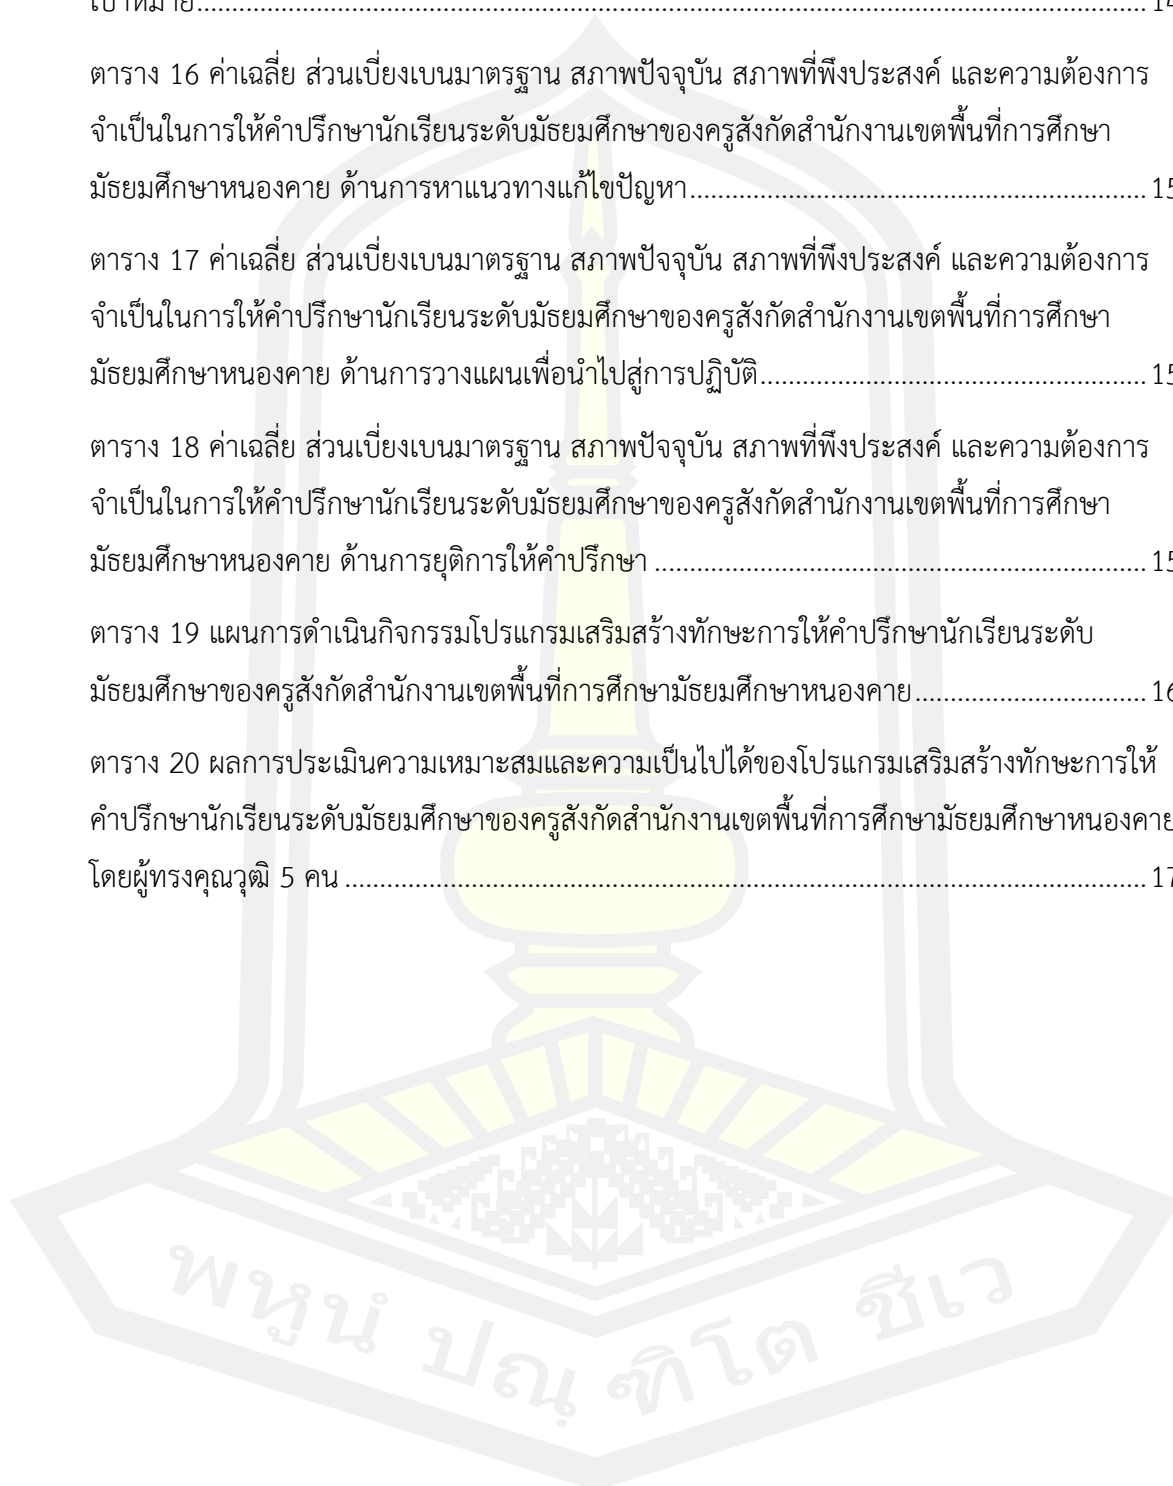 เป้าหมาย.......................................................................................................................................... 14
ตาราง 16 ค่าเฉลี่ย ส่วนเบี่ยงเบนมาตรฐาน สภาพปัจจุบัน สภาพที่พึงประสงค์ และความต้องการ
จำเป็นในการให้คำปรึกษานักเรียนระดับมัธยมศึกษาของครูสังกัดสำนักงานเขตพื้นที่การศึกษา
มัธยมศึกษาหนองคาย ด้านการหาแนวทางแก้ไขปัญหา................................................................. 15
ตาราง 17 ค่าเฉลี่ย ส่วนเบี่ยงเบนมาตรฐาน สภาพปัจจุบัน สภาพที่พึงประสงค์ และความต้องการ
จำเป็นในการให้คำปรึกษานักเรียนระดับมัธยมศึกษาของครูสังกัดสำนักงานเขตพื้นที่การศึกษา
มัธยมศึกษาหนองคาย ด้านการวางแผนเพื่อนำไปสู่การปฏิบัติ....................................................... 15
ตาราง 18 ค่าเฉลี่ย ส่วนเบี่ยงเบนมาตรฐาน สภาพปัจจุบัน สภาพที่พึงประสงค์ และความต้องการ
จำเป็นในการให้คำปรึกษานักเรียนระดับมัธยมศึกษาของครูสังกัดสำนักงานเขตพื้นที่การศึกษา
มัธยมศึกษาหนองคาย ด้านการยุติการให้คำปรึกษา ...................................................................... 15
ตาราง 19 แผนการดำเนินกิจกรรมโปรแกรมเสริมสร้างทักษะการให้คำปรึกษานักเรียนระดับ
มัธยมศึกษาของครูสังกัดสำนักงานเขตพื้นที่การศึกษามัธยมศึกษาหนองคาย................................. 16
ตาราง 20 ผลการประเมินความเหมาะสมและความเป็นไปได้ของโปรแกรมเสริมสร้างทักษะการให้
คำปรึกษานักเรียนระดับมัธยมศึกษาของครูสังกัดสำนักงานเขตพื้นที่การศึกษามัธยมศึกษาหนองคาย
โดยผู้ทรงคุณวุฒิ 5 คน .................................................................................................................. 17
พหูนํ ปณฺ ฑิโต ชีเว